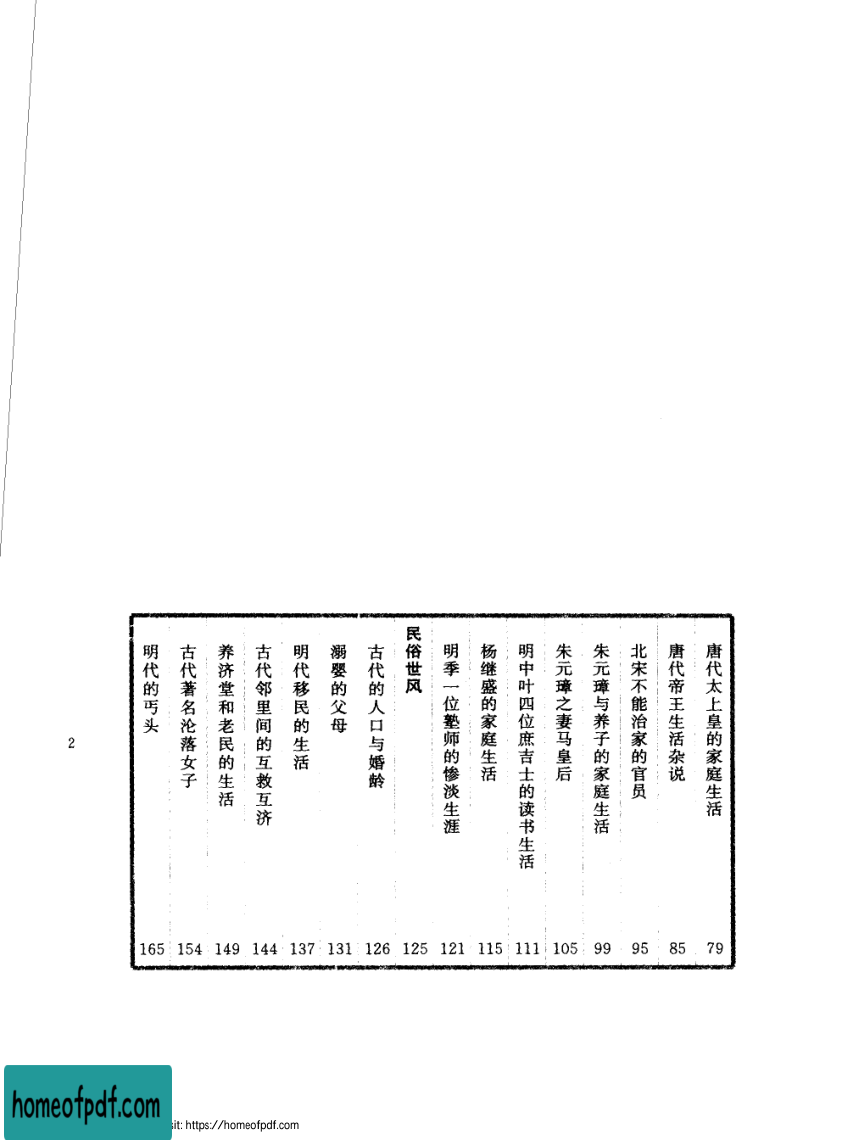 唐代太上皇的家庭生活 79
唐代帝王生活杂说 85
北宋不能治家的官员 95
朱元璋与养子的家庭生活 99
朱元璋之妻马皇后 105
明中叶四位庶吉士的读书生活 111
杨继盛的家庭生活 115
明季一位塾师的惨淡生涯 121
民俗世风 125
古代的人口与婚龄 126
溺婴的父母 131
明代移民的生活 137
古代邻里间的互救互济 144
养济堂和老民的生活 149
古代著名沦落女子 154
明代的丐头 165
2
homeofpdf.com
sit: https://homeofpdf.com